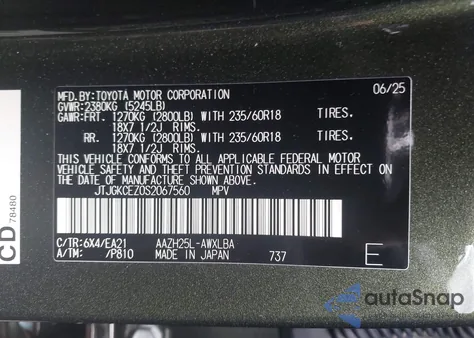 MFD.BY:TOYOTA MOTOR CORPORATION 06/25
GVWR:2380KG (5245LB)
GAWR:FRT. 1270KG (2800LB) WITH 235/60R18 TIRES.
18X7 1/2J RIMS.
RR. 1270KG (2800LB) WITH 235/60R18 TIRES.
18X7 1/2J RIMS.
THIS VEHICLE CONFORMS TO ALL APPLICABLE FEDERAL MOTOR
VEHICLE SAFETY AND THEFT PREVENTION STANDARDS IN EFFECT ON
THE DATE OF MANUFACTURE SHOWN ABOVE.
JTJGKCEZ0S2067560 MPV
C/TR:6X4/EA21 AAZH25L-AWXLBA
A/TM: /P810 MADE IN JAPAN 737 E
CD 78480
autoSnap